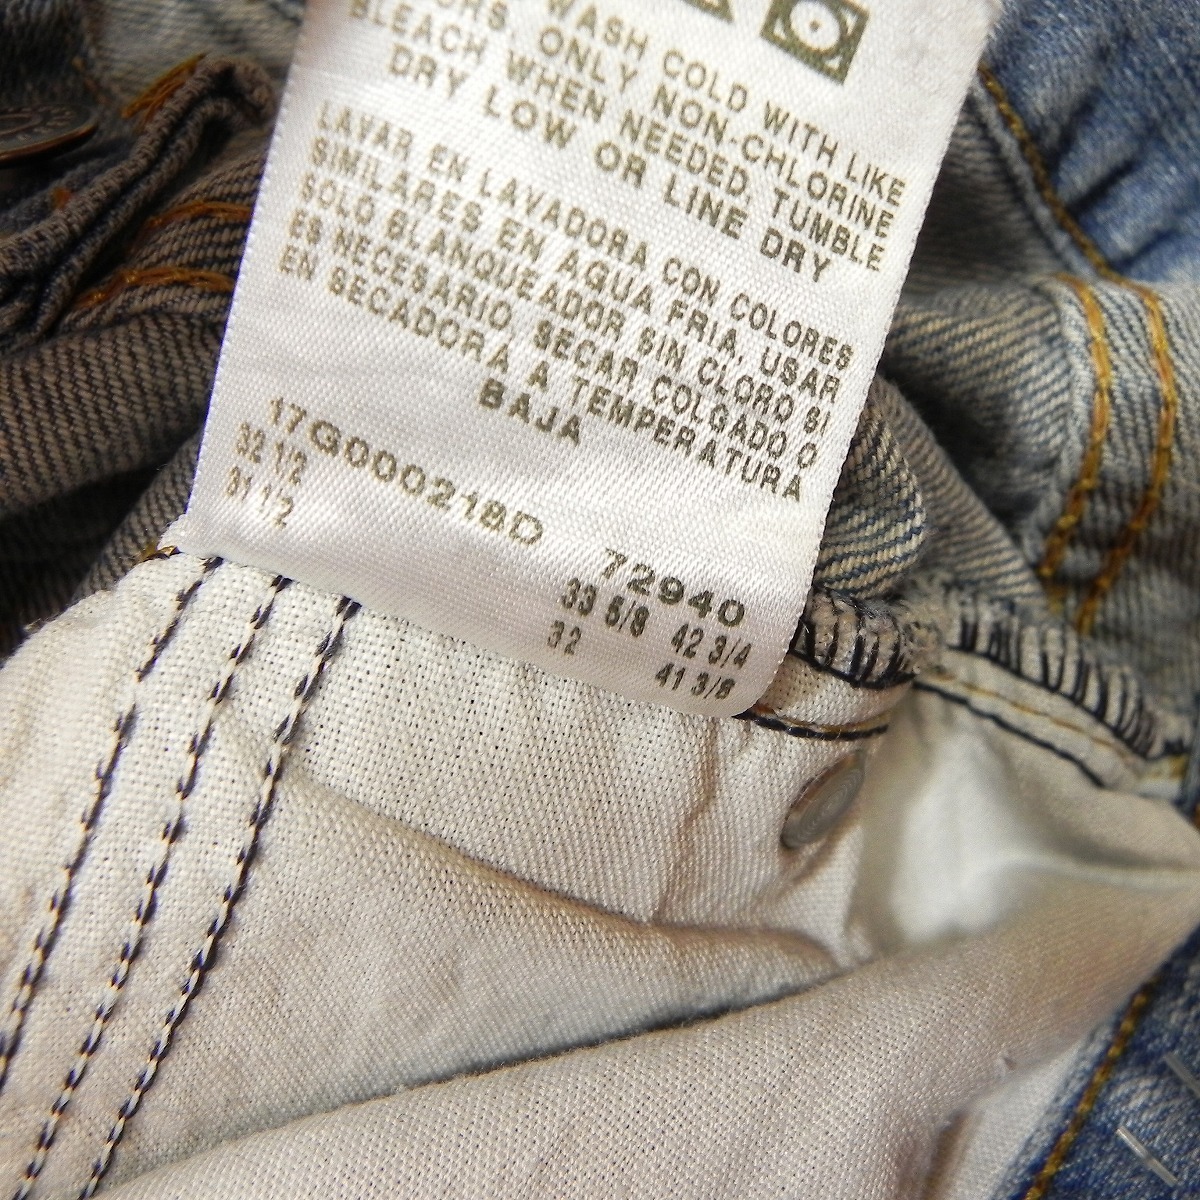 WASH COLD WITH LIKE
ORS. ONLY NON-CHLORINE
BLEACH WHEN NEEDED. TUMBLE
DRY LOW OR LINE DRY
LAVAR EN LAVADORA CON COLORES
SIMILARES EN AGUA FRIA, USAR
SOLO BLANQUEADOR SIN CLORO SI
ES NECESARIO, SECAR COLGADO O
EN SECADORA A TEMPERATURA
BAJA
17G000218D 72940
32 1/2 33 5/8 42 3/4
31 1/2 32 41 3/8